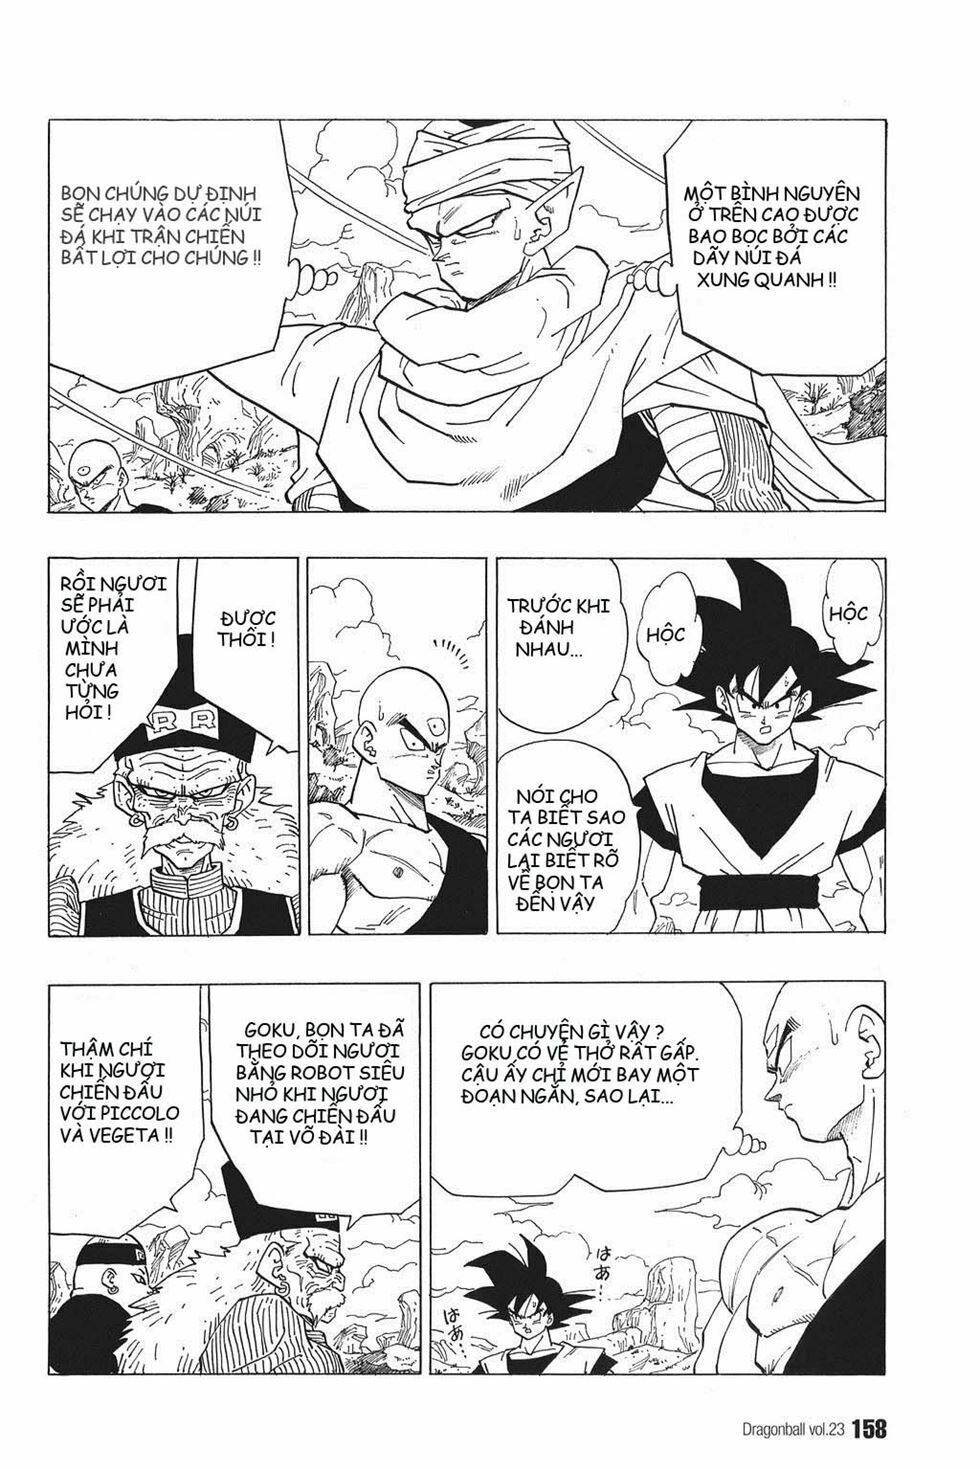 MỘT BÌNH NGUYÊN
Ở TRÊN CAO ĐƯỢC
BAO BỌC BỞI CÁC
DÃY NÚI ĐÁ
XUNG QUANH !!
BỌN CHÚNG DỰ ĐỊNH
SẼ CHẠY VÀO CÁC NÚI
ĐÁ KHI TRẬN CHIẾN
BẤT LỢI CHO CHÚNG !!
HỘC
HỘC
TRƯỚC KHI
ĐÁNH
NHAU...
NÓI CHO
TA BIẾT SAO
CÁC NGƯƠI
LẠI BIẾT RÕ
VỀ BỌN TA
ĐẾN VẬY
ĐƯỢC
THÔI !
RỒI NGƯƠI
SẼ PHẢI
ƯỚC LÀ
MÌNH
CHƯA
TỪNG
HỎI !
RR
CÓ CHUYỆN GÌ VẬY ?
GOKU CÓ VẺ THỞ RẤT GẤP.
CẬU ẤY CHỈ MỚI BAY MỘT
ĐOẠN NGẮN, SAO LẠI...
はぁ
はぁ
GOKU, BỌN TA ĐÃ
THEO DÕI NGƯƠI
BẰNG ROBOT SIÊU
NHỎ KHI NGƯƠI
ĐANG CHIẾN ĐẤU
TẠI VÕ ĐÀI !!
THẬM CHÍ
KHI NGƯƠI
CHIẾN ĐẤU
VỚI PICCOLO
VÀ VEGETA !!
Dragonball vol.23 158